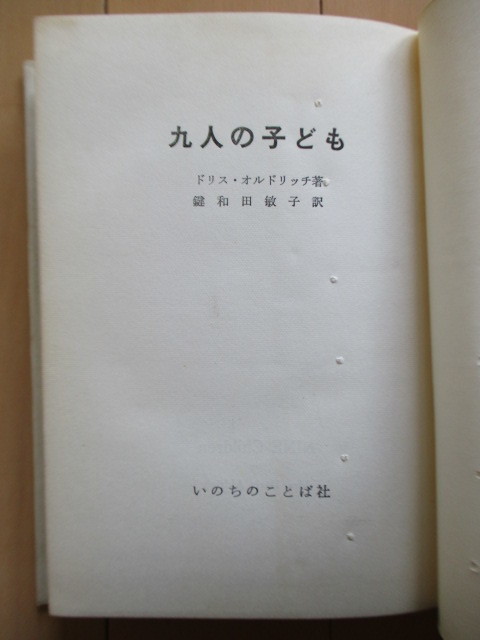 九人の子ども
ドリス・オルドリッチ著
鍵和田敏子訳
いのちのことば社